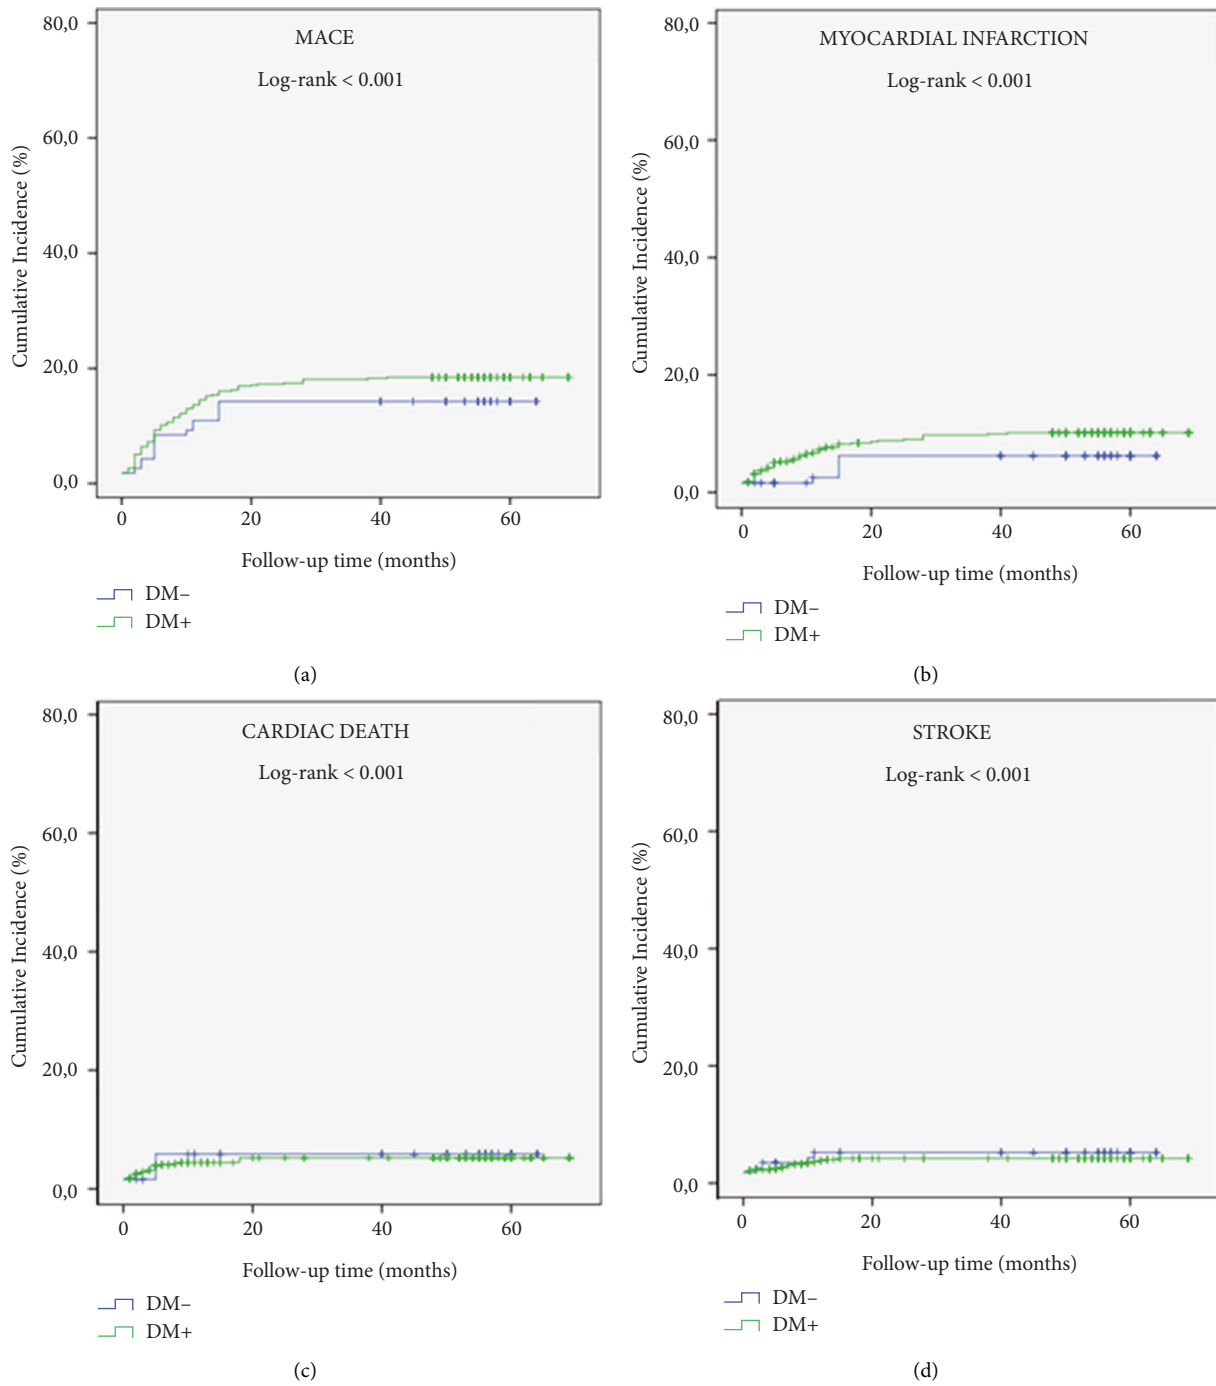 MACE
Log-rank < 0.001
80,0
60,0
40,0
20,0
0,0
Cumulative Incidence (%)
0 20 40 60
Follow-up time (months)
DM–
DM+
(a)
MYOCARDIAL INFARCTION
Log-rank < 0.001
80,0
60,0
40,0
20,0
0,0
Cumulative Incidence (%)
0 20 40 60
Follow-up time (months)
DM–
DM+
(b)
CARDIAC DEATH
Log-rank < 0.001
80,0
60,0
40,0
20,0
0,0
Cumulative Incidence (%)
0 20 40 60
Follow-up time (months)
DM–
DM+
(c)
STROKE
Log-rank < 0.001
80,0
60,0
40,0
20,0
0,0
Cumulative Incidence (%)
0 20 40 60
Follow-up time (months)
DM–
DM+
(d)